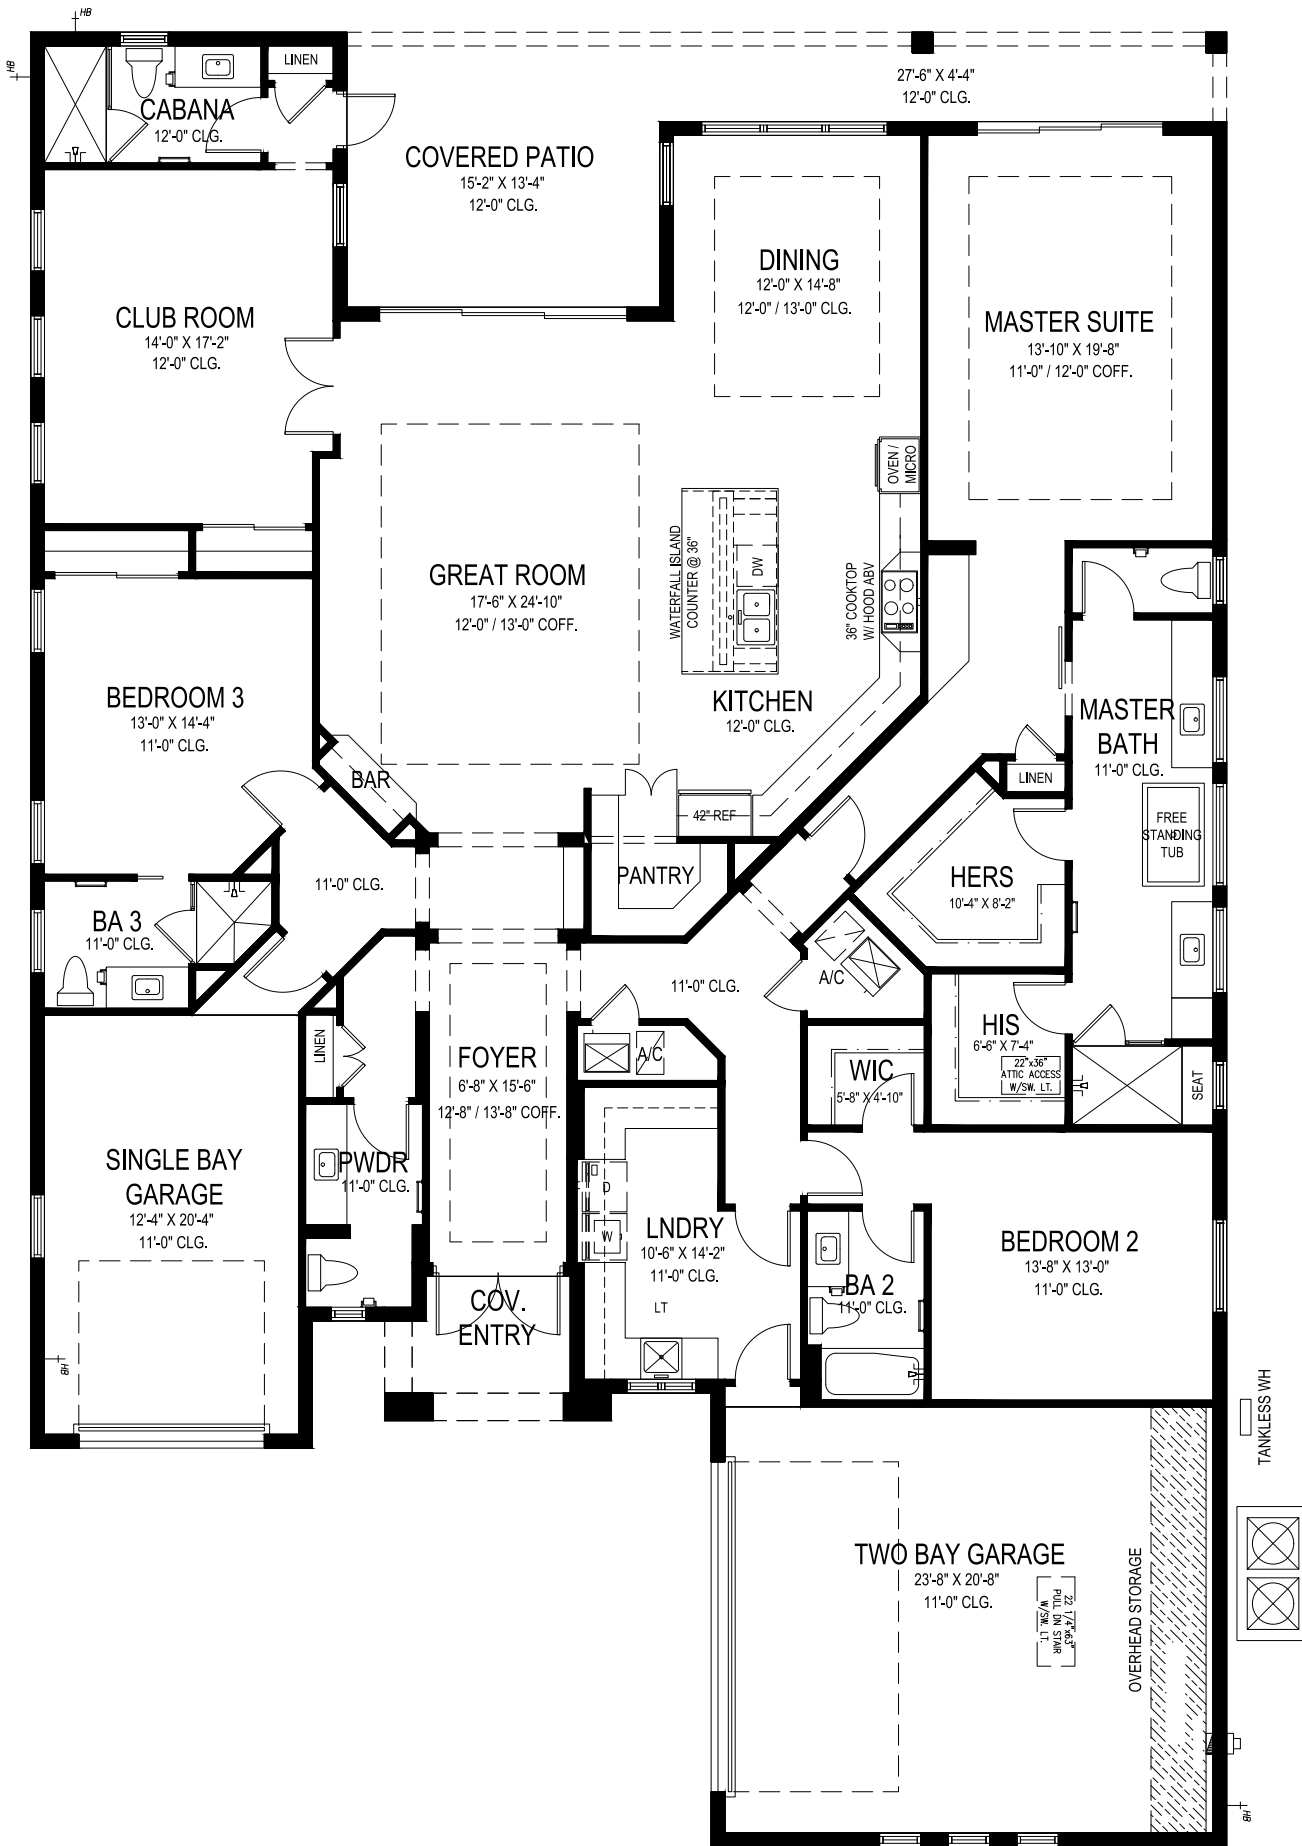 HB
HB
LINEN
CABANA
12'-0" CLG.
27'-6" X 4'-4"
12'-0" CLG.
COVERED PATIO
15'-2" X 13'-4"
12'-0" CLG.
DINING
12'-0" X 14'-8"
12'-0" / 13'-0" CLG.
CLUB ROOM
14'-0" X 17'-2"
12'-0" CLG.
MASTER SUITE
13'-10" X 19'-8"
11'-0" / 12'-0" COFF.
OVEN /
MICRO
WATERFALL ISLAND
COUNTER @ 36"
DW
36" COOKTOP
W/ HOOD ABV
GREAT ROOM
17'-6" X 24'-10"
12'-0" / 13'-0" COFF.
BEDROOM 3
13'-0" X 14'-4"
11'-0" CLG.
KITCHEN
12'-0" CLG.
MASTER
BATH
11'-0" CLG.
LINEN
BAR
42" REF
FREE
STANDING
TUB
PANTRY
HERS
10'-4" X 8'-2"
11'-0" CLG.
BA 3
11'-0" CLG.
A/C
11'-0" CLG.
HIS
6'-6" X 7'-4"
22"x36"
ATTIC ACCESS
W/SW. LT.
LINEN
FOYER
6'-8" X 15'-6"
12'-8" / 13'-8" COFF.
A/C
WIC
5'-8" X 4'-10"
SEAT
SINGLE BAY
GARAGE
12'-4" X 20'-4"
11'-0" CLG.
PWDR
11'-0" CLG.
D
W
LNDRY
10'-6" X 14'-2"
11'-0" CLG.
LT
BEDROOM 2
13'-8" X 13'-0"
11'-0" CLG.
BA 2
11'-0" CLG.
COV.
ENTRY
HB
TANKLESS WH
TWO BAY GARAGE
23'-8" X 20'-8"
11'-0" CLG.
22 1/4"x63"
PULL DN STAIR
W/SW. LT.
OVERHEAD STORAGE
HB